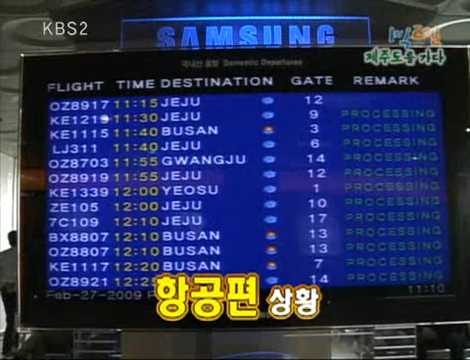 KBS2
SAMSUNG
1박2일
제주도를 가다
국내선 출발 Domestic Departures
FLIGHT TIME DESTINATION GATE REMARK
OZ8917 11:15 JEJU 12
KE1213 11:30 JEJU 9 PROCESSING
KE1115 11:40 BUSAN 3 PROCESSING
LJ311 11:40 JEJU 6 PROCESSING
OZ8703 11:55 GWANGJU 14 PROCESSING
OZ8919 11:55 JEJU 12 PROCESSING
KE1339 12:00 YEOSU 1 PROCESSING
ZE105 12:00 JEJU 10 PROCESSING
7C109 12:10 JEJU 17 PROCESSING
BX8807 12:10 BUSAN 13 PROCESSING
OZ8807 12:10 BUSAN 13 PROCESSING
KE1117 12:20 BUSAN 7 PROCESSING
OZ8921 12:25 14 PROCESSING
Feb-27-2009 11:10
항공편 상황